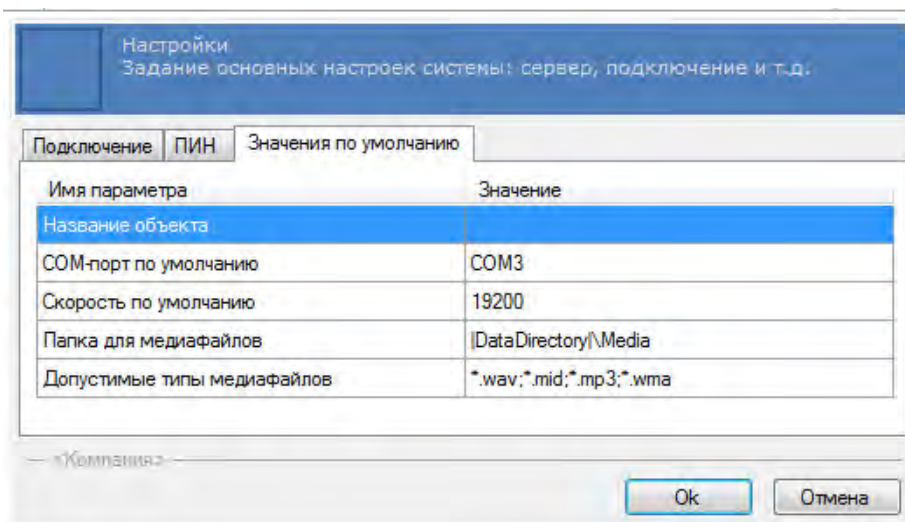 Настройки
Задание основных настроек системы: сервер, подключение и т.д.
Подключение ПИН Значения по умолчанию
Имя параметра Значение
Название объекта
COM-порт по умолчанию COM3
Скорость по умолчанию 19200
Папка для медиафайлов |DataDirectory|\Media
Допустимые типы медиафайлов *.wav;*.mid;*.mp3;*.wma
<Компания>
Ok Отмена